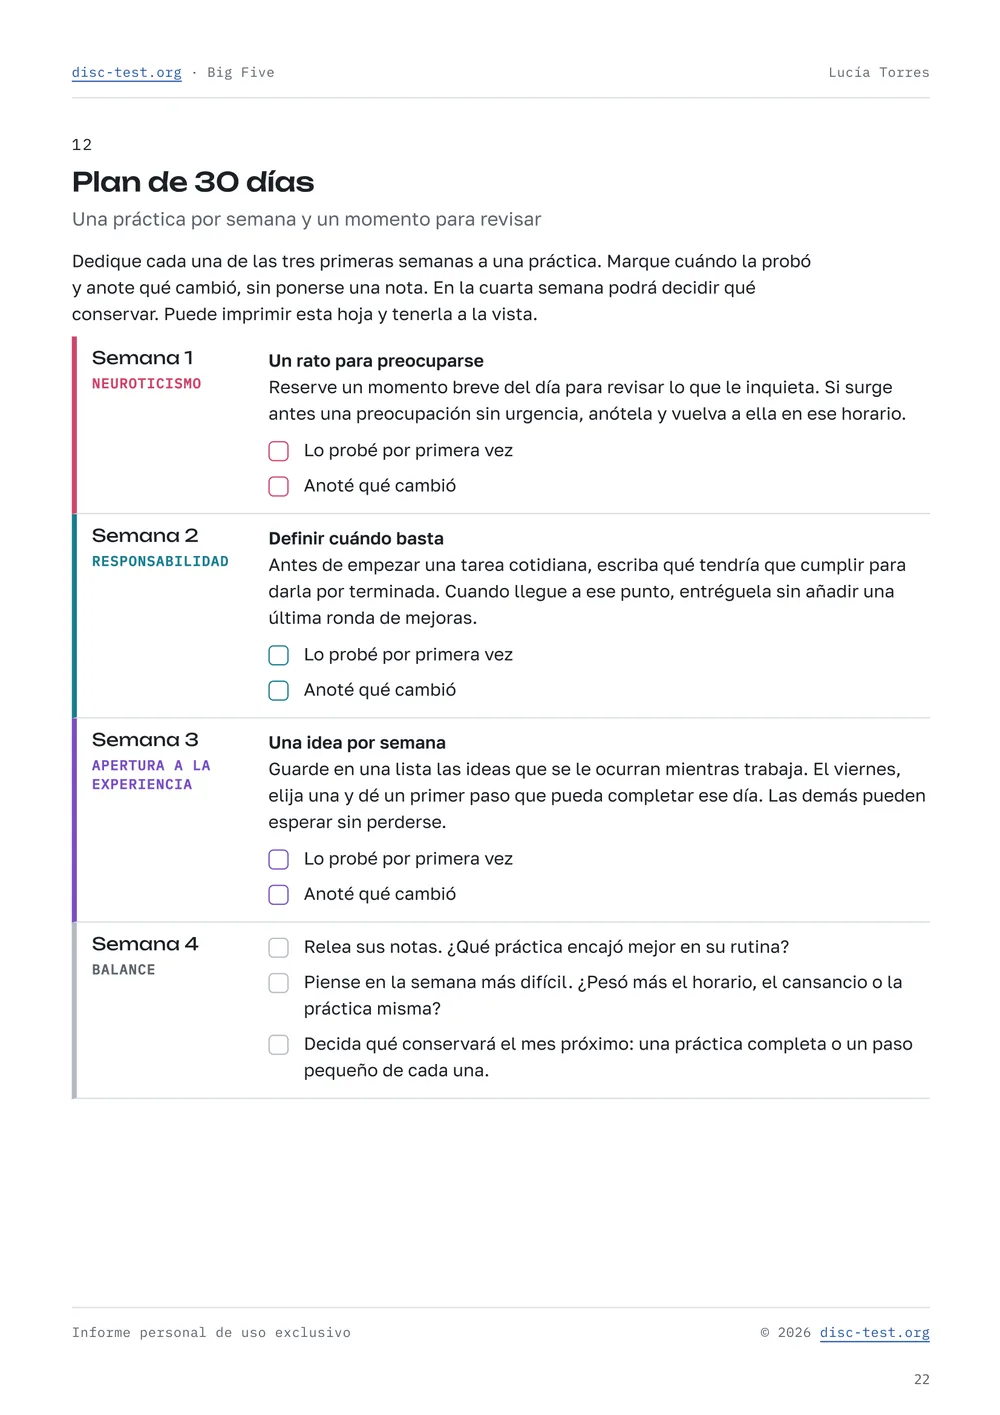 disc-test.org · Big Five
Lucía Torres
12
Plan de 30 días
Una práctica por semana y un momento para revisar
Dedique cada una de las tres primeras semanas a una práctica. Marque cuándo la probó
y anote qué cambió, sin ponerse una nota. En la cuarta semana podrá decidir qué
conservar. Puede imprimir esta hoja y tenerla a la vista.
Semana 1
NEUROTICISMO
Un rato para preocuparse
Reserve un momento breve del día para revisar lo que le inquieta. Si surge
antes una preocupación sin urgencia, anótela y vuelva a ella en ese horario.
Lo probé por primera vez
Anoté qué cambió
Semana 2
RESPONSABILIDAD
Definir cuándo basta
Antes de empezar una tarea cotidiana, escriba qué tendría que cumplir para
darla por terminada. Cuando llegue a ese punto, entréguela sin añadir una
última ronda de mejoras.
Lo probé por primera vez
Anoté qué cambió
Semana 3
APERTURA A LA
EXPERIENCIA
Una idea por semana
Guarde en una lista las ideas que se le ocurran mientras trabaja. El viernes,
elija una y dé un primer paso que pueda completar ese día. Las demás pueden
esperar sin perderse.
Lo probé por primera vez
Anoté qué cambió
Semana 4
BALANCE
Relea sus notas. ¿Qué práctica encajó mejor en su rutina?
Piense en la semana más difícil. ¿Pesó más el horario, el cansancio o la
práctica misma?
Decida qué conservará el mes próximo: una práctica completa o un paso
pequeño de cada una.
Informe personal de uso exclusivo
© 2026 disc-test.org
22